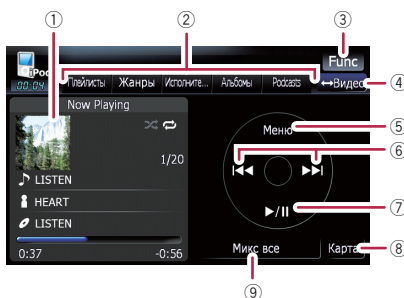 ① ② ③
iPod Func
00:04 Плейлисты Жанры Исполните... Альбомы Podcasts ↔Видео ④
Now Playing
Меню ⑤
1/20 ⑥
♪ LISTEN
HEART
▶/II ⑦
LISTEN
0:37 -0:56 Микс все Карта ⑧
⑨